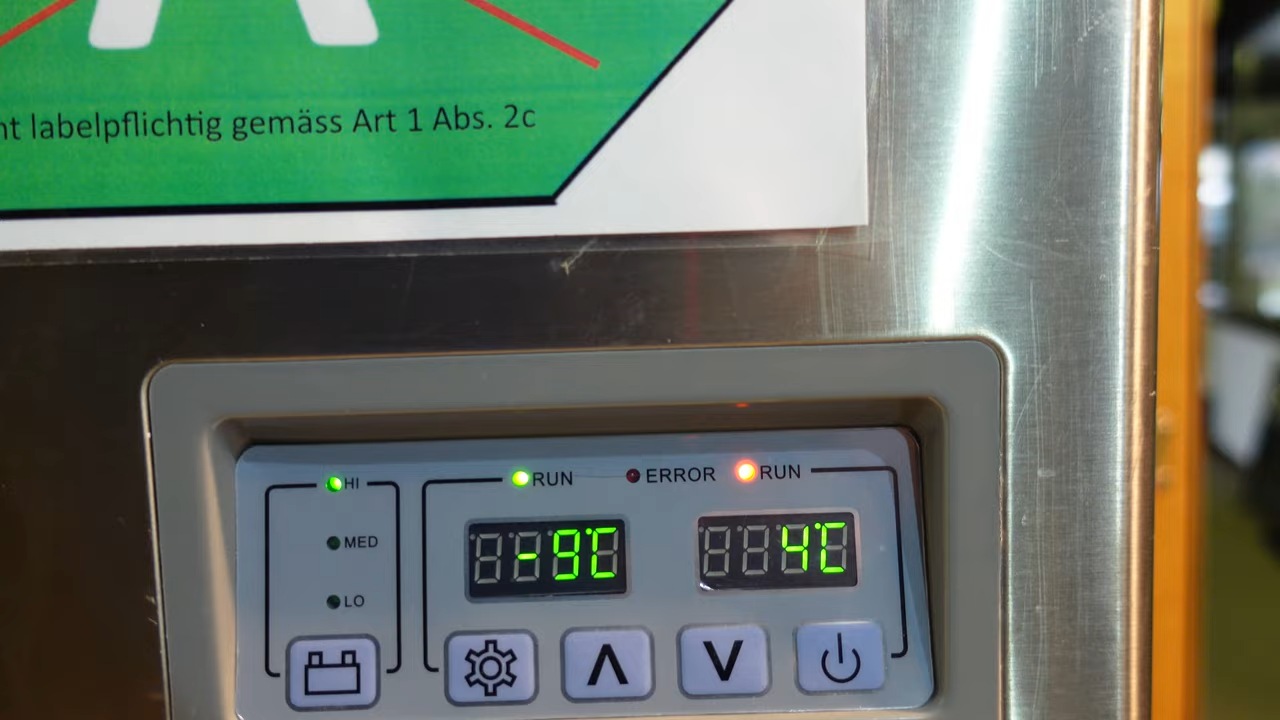 labelpflichtig gemäss Art 1 Abs. 2c
HI
RUN
ERROR
RUN
MED
-9°C
4°C
LO